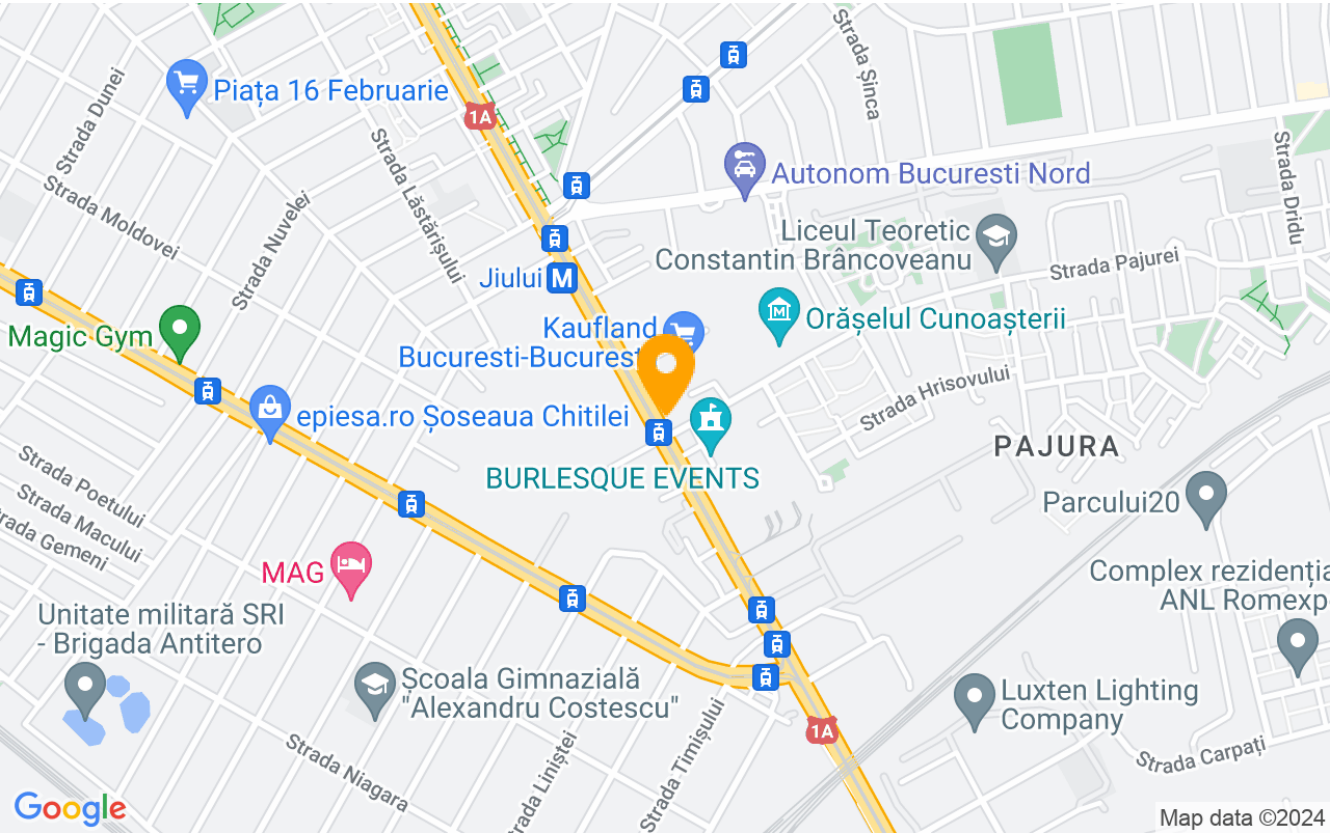 Strada Șinca
Strada Dunei
Piața 16 Februarie
1A
Strada Lăstărișului
Autonom Bucuresti Nord
Strada Dridu
Strada Moldovei
Strada Nuvelei
Liceul Teoretic
Constantin Brâncoveanu
Strada Pajurei
Jiului M
Magic Gym
Kaufland
Bucuresti-Bucurest
Orășelul Cunoașterii
Strada Hrisovului
epiesa.ro Șoseaua Chitilei
BURLESQUE EVENTS
PAJURA
Strada Poetului
Strada Macului
rada Gemeni
Parcului20
MAG
Complex rezidenția
ANL Romexp
Unitate militară SRI
- Brigada Antitero
Școala Gimnazială
"Alexandru Costescu"
Luxten Lighting
Company
1A
Strada Niagara
rada Liniștei
Strada Timișului
Strada Carpați
Google
Map data ©2024